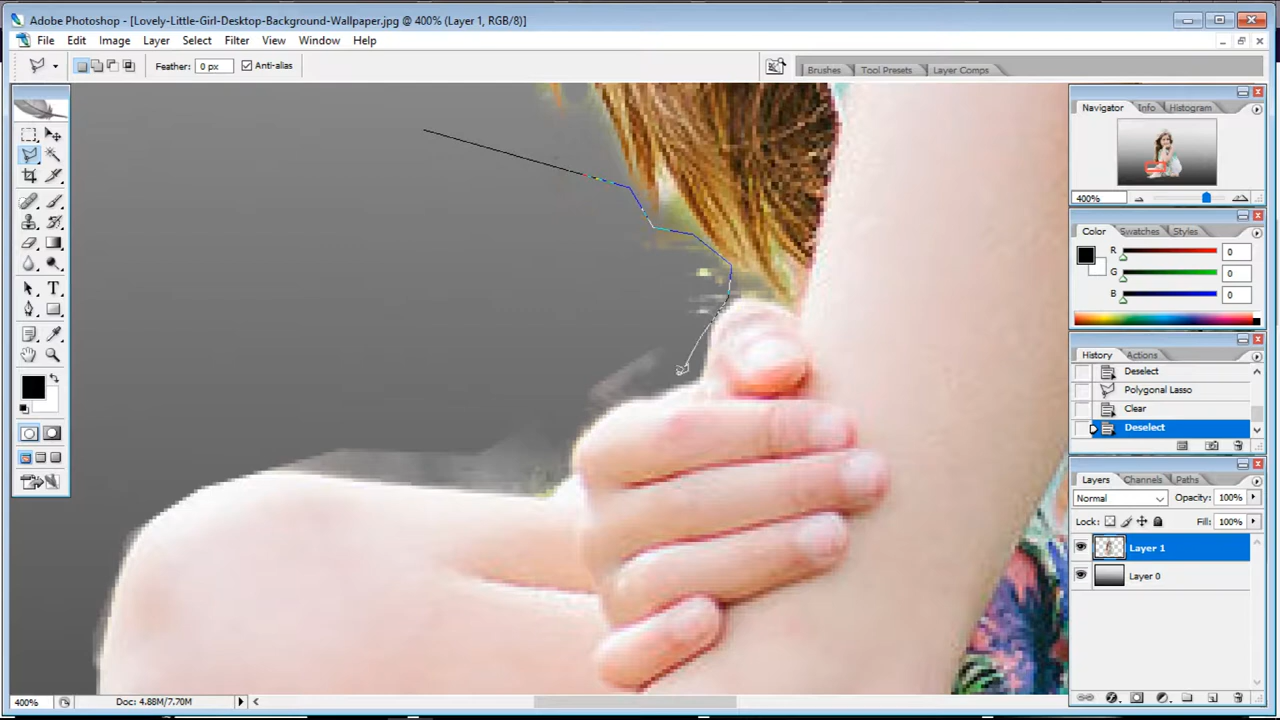 Adobe Photoshop - [Lovely-Little-Girl-Desktop-Background-Wallpaper.jpg @ 400% (Layer 1, RGB/8)]
File Edit Image Layer Select Filter View Window Help
Feather: 0 px Anti-alias
Brushes Tool Presets Layer Comps
Navigator Info Histogram
400%
Color Swatches Styles
R 0
G 0
B 0
History Actions
Deselect
Polygonal Lasso
Clear
Deselect
Layers Channels Paths
Normal Opacity: 100%
Lock: Fill: 100%
Layer 1
Layer 0
T
400% Doc: 4.88M/7.70M